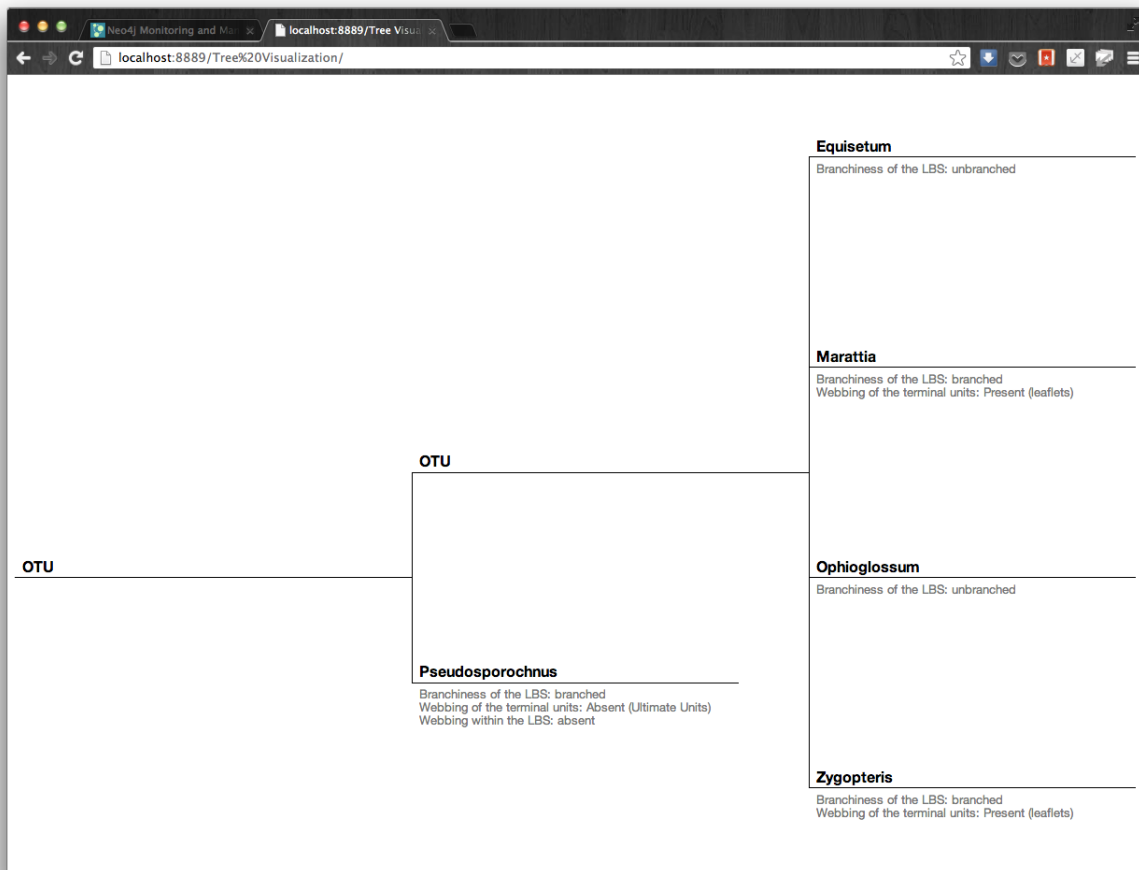 Neo4j Monitoring and Ma
localhost:8889/Tree Visua
localhost:8889/Tree%20Visualization/
Equisetum
Branchiness of the LBS: unbranched
Marattia
Branchiness of the LBS: branched
Webbing of the terminal units: Present (leaflets)
OTU
OTU
Ophioglossum
Branchiness of the LBS: unbranched
Pseudosporochnus
Branchiness of the LBS: branched
Webbing of the terminal units: Absent (Ultimate Units)
Webbing within the LBS: absent
Zygopteris
Branchiness of the LBS: branched
Webbing of the terminal units: Present (leaflets)